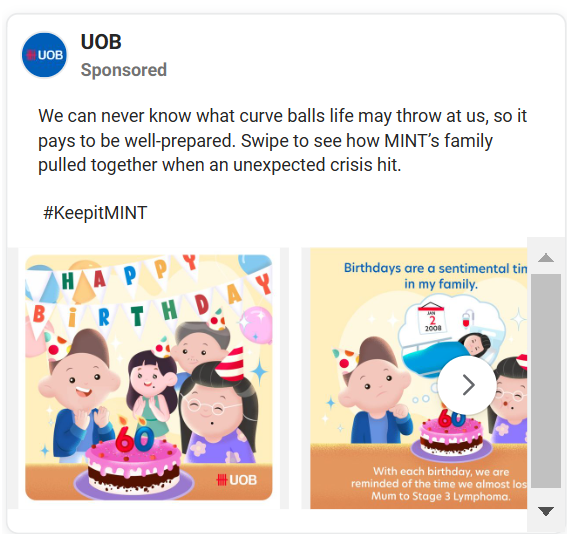 UOB
UOB
Sponsored
We can never know what curve balls life may throw at us, so it
pays to be well-prepared. Swipe to see how MINT's family
pulled together when an unexpected crisis hit.
#KeepitMINT
HAPPY
BiRTHDAY
60
UOB
Birthdays are a sentimental tim
in my family.
JAN
2
2008
60
With each birthday, we are
reminded of the time we almost los
Mum to Stage 3 Lymphoma.